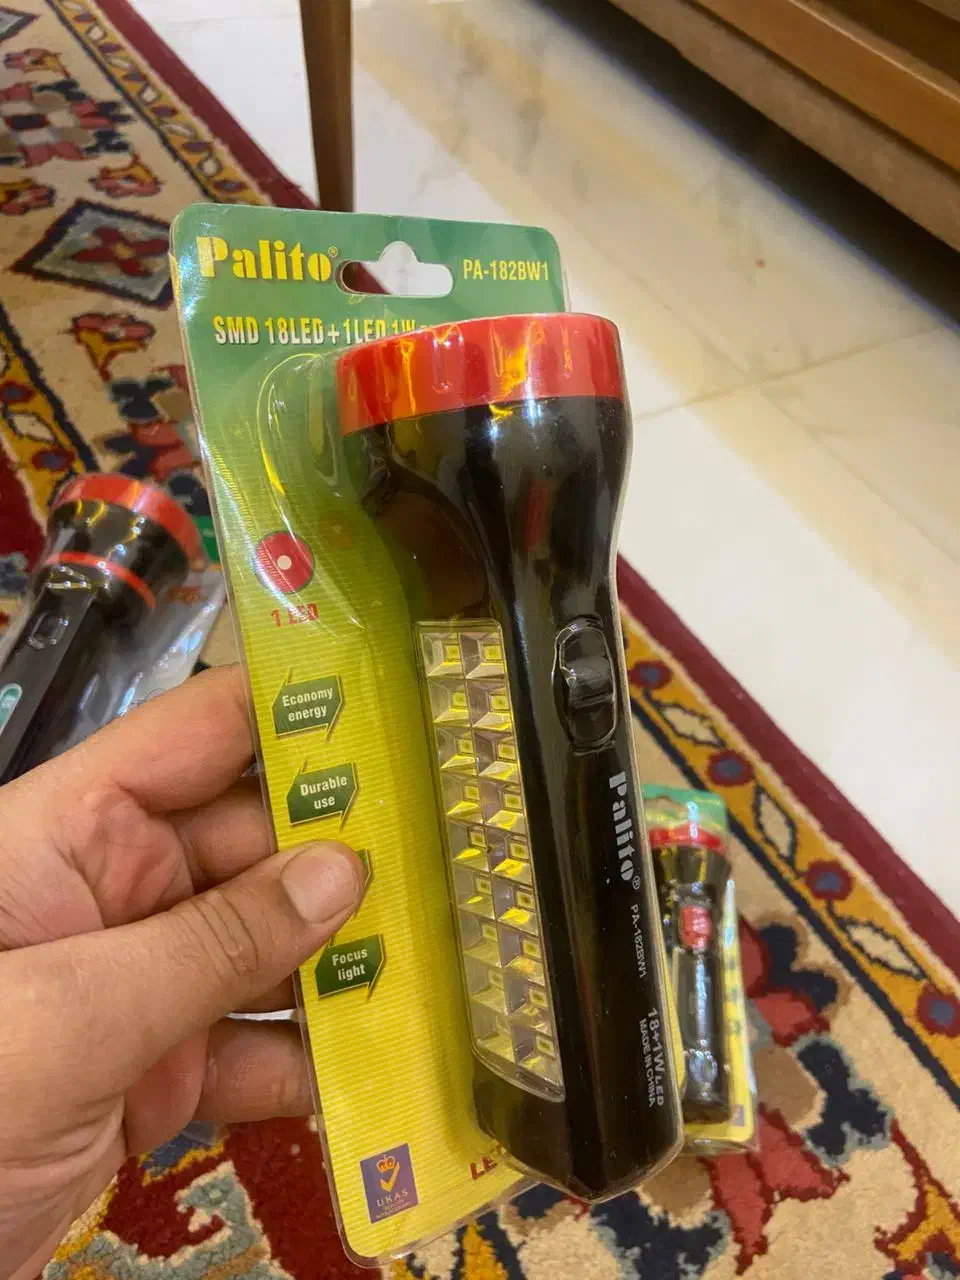 Palito®
PA-182BW1
SMD 18LED+1LED 1W
1 LED
Economy
energy
Durable
use
Focus
light
Palito®
PA-182BW1
18+1W LED
MADE IN CHINA
UKAS